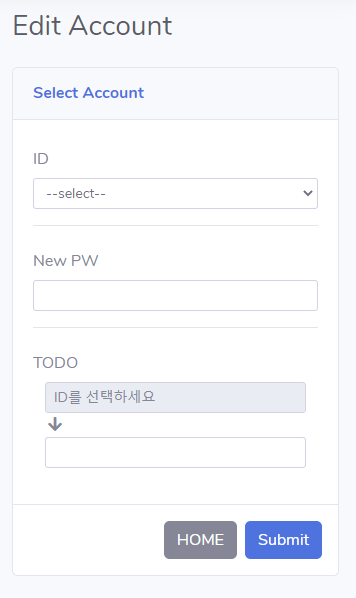 Edit Account
Select Account
ID
--select--
New PW
TODO
ID를 선택하세요
HOME
Submit